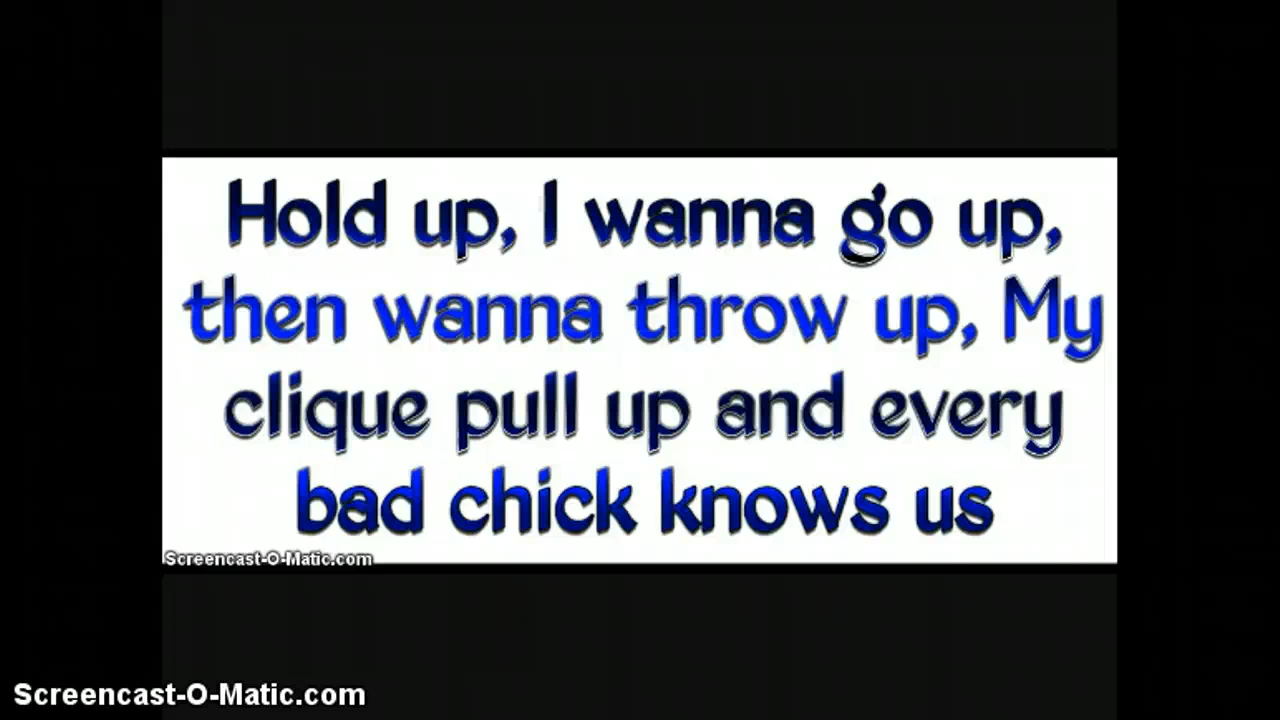 Hold up, I wanna go up,
then wanna throw up, My
clique pull up and every
bad chick knows us
Screencast-O-Matic.com
Screencast-O-Matic.com